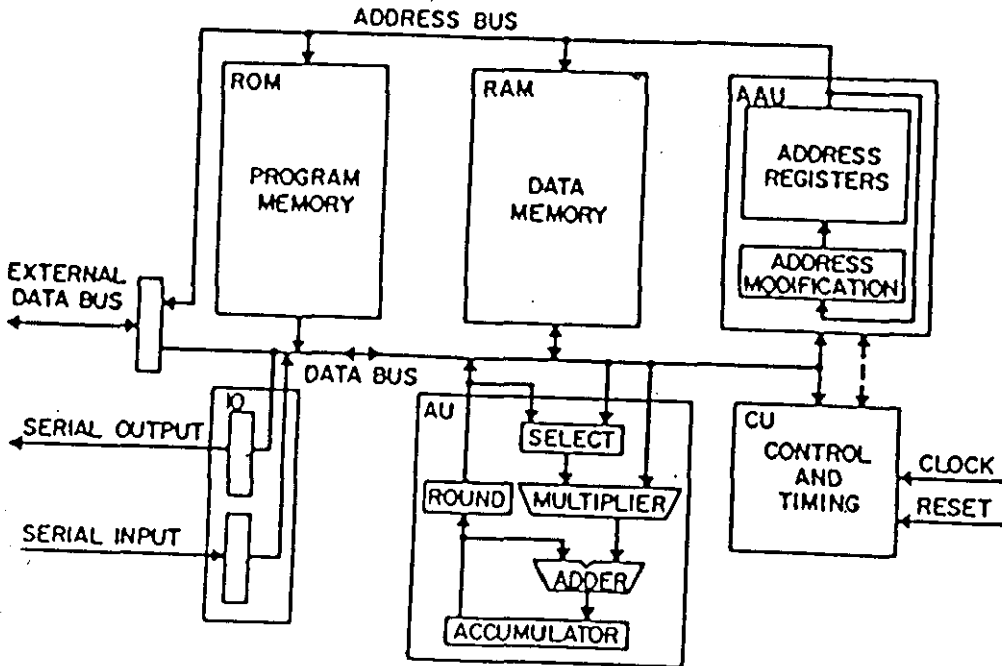 ADDRESS BUS
ROM
PROGRAM
MEMORY
RAM
DATA
MEMORY
AAU
ADDRESS
REGISTERS
ADDRESS
MODIFICATION
EXTERNAL
DATA BUS
DATA BUS
IO
SERIAL OUTPUT
SERIAL INPUT
AU
SELECT
ROUND
MULTIPLIER
ADDER
ACCUMULATOR
CU
CONTROL
AND
TIMING
CLOCK
RESET